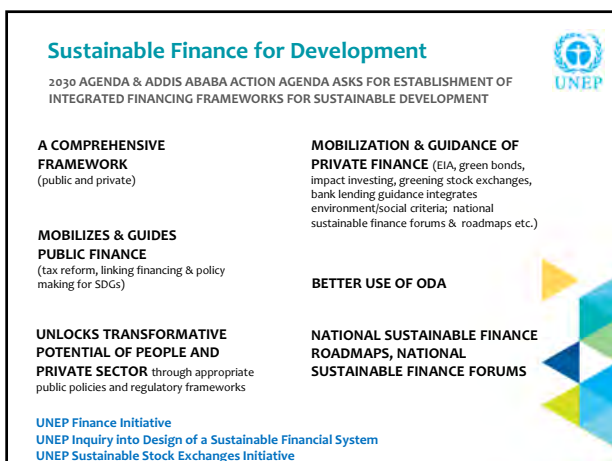 Sustainable Finance for Development
UNEP
2030 AGENDA & ADDIS ABABA ACTION AGENDA ASKS FOR ESTABLISHMENT OF
INTEGRATED FINANCING FRAMEWORKS FOR SUSTAINABLE DEVELOPMENT
A COMPREHENSIVE
FRAMEWORK
(public and private)
MOBILIZES & GUIDES
PUBLIC FINANCE
(tax reform, linking financing & policy
making for SDGs)
UNLOCKS TRANSFORMATIVE
POTENTIAL OF PEOPLE AND
PRIVATE SECTOR through appropriate
public policies and regulatory frameworks
MOBILIZATION & GUIDANCE OF
PRIVATE FINANCE (EIA, green bonds,
impact investing, greening stock exchanges,
bank lending guidance integrates
environment/social criteria; national
sustainable finance forums & roadmaps etc.)
BETTER USE OF ODA
NATIONAL SUSTAINABLE FINANCE
ROADMAPS, NATIONAL
SUSTAINABLE FINANCE FORUMS
UNEP Finance Initiative
UNEP Inquiry into Design of a Sustainable Financial System
UNEP Sustainable Stock Exchanges Initiative